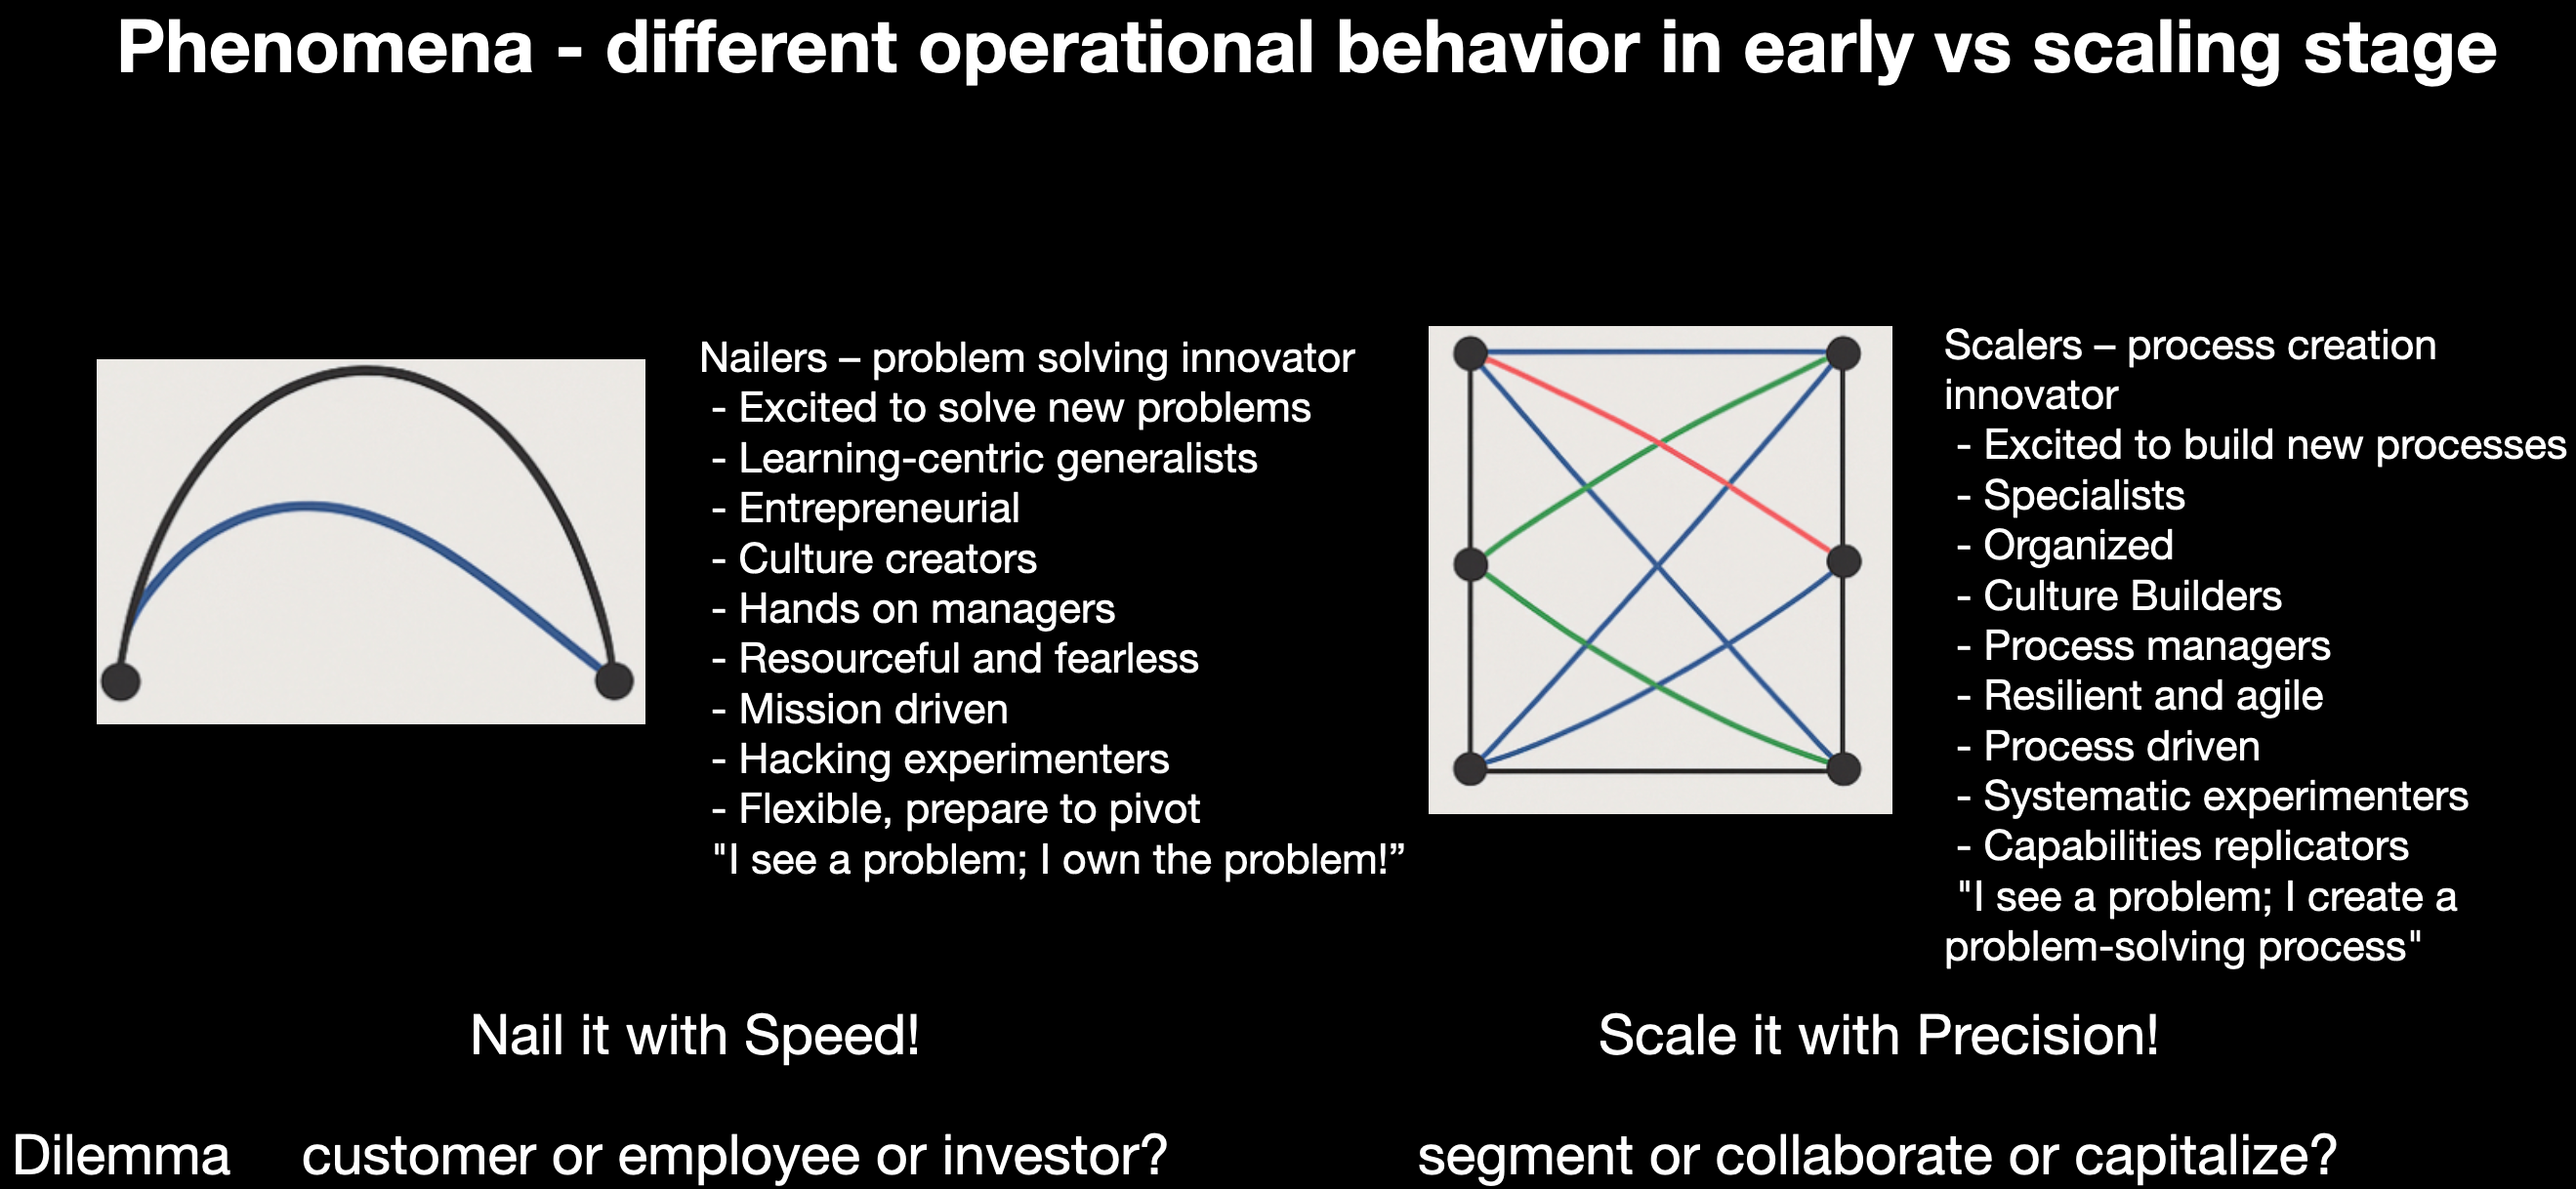 Phenomena - different operational behavior in early vs scaling stage
Nailers – problem solving innovator
- Excited to solve new problems
- Learning-centric generalists
- Entrepreneurial
- Culture creators
- Hands on managers
- Resourceful and fearless
- Mission driven
- Hacking experimenters
- Flexible, prepare to pivot
"I see a problem; I own the problem!”
Scalers – process creation
innovator
- Excited to build new processes
- Specialists
- Organized
- Culture Builders
- Process managers
- Resilient and agile
- Process driven
- Systematic experimenters
- Capabilities replicators
"I see a problem; I create a
problem-solving process"
Nail it with Speed!
Scale it with Precision!
Dilemma
customer or employee or investor?
segment or collaborate or capitalize?